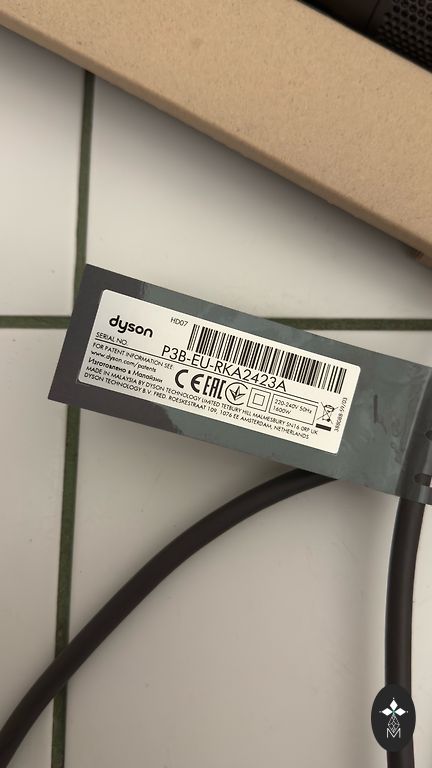 dyson
HD07
SERIAL NO:
P3B-EU-RKA2423A
FOR PATENT INFORMATION SEE:
www.dyson.com/patents
Изготовлено в Малайзии
MADE IN MALAYSIA BY DYSON TECHNOLOGY LIMITED TETBURY HILL MALMESBURY SN16 0RP UK
DYSON TECHNOLOGY B.V. FRED. ROESKESTRAAT 109, 1076 EE AMSTERDAM, NETHERLANDS
CE EAC
220-240V 50Hz
1600W
M